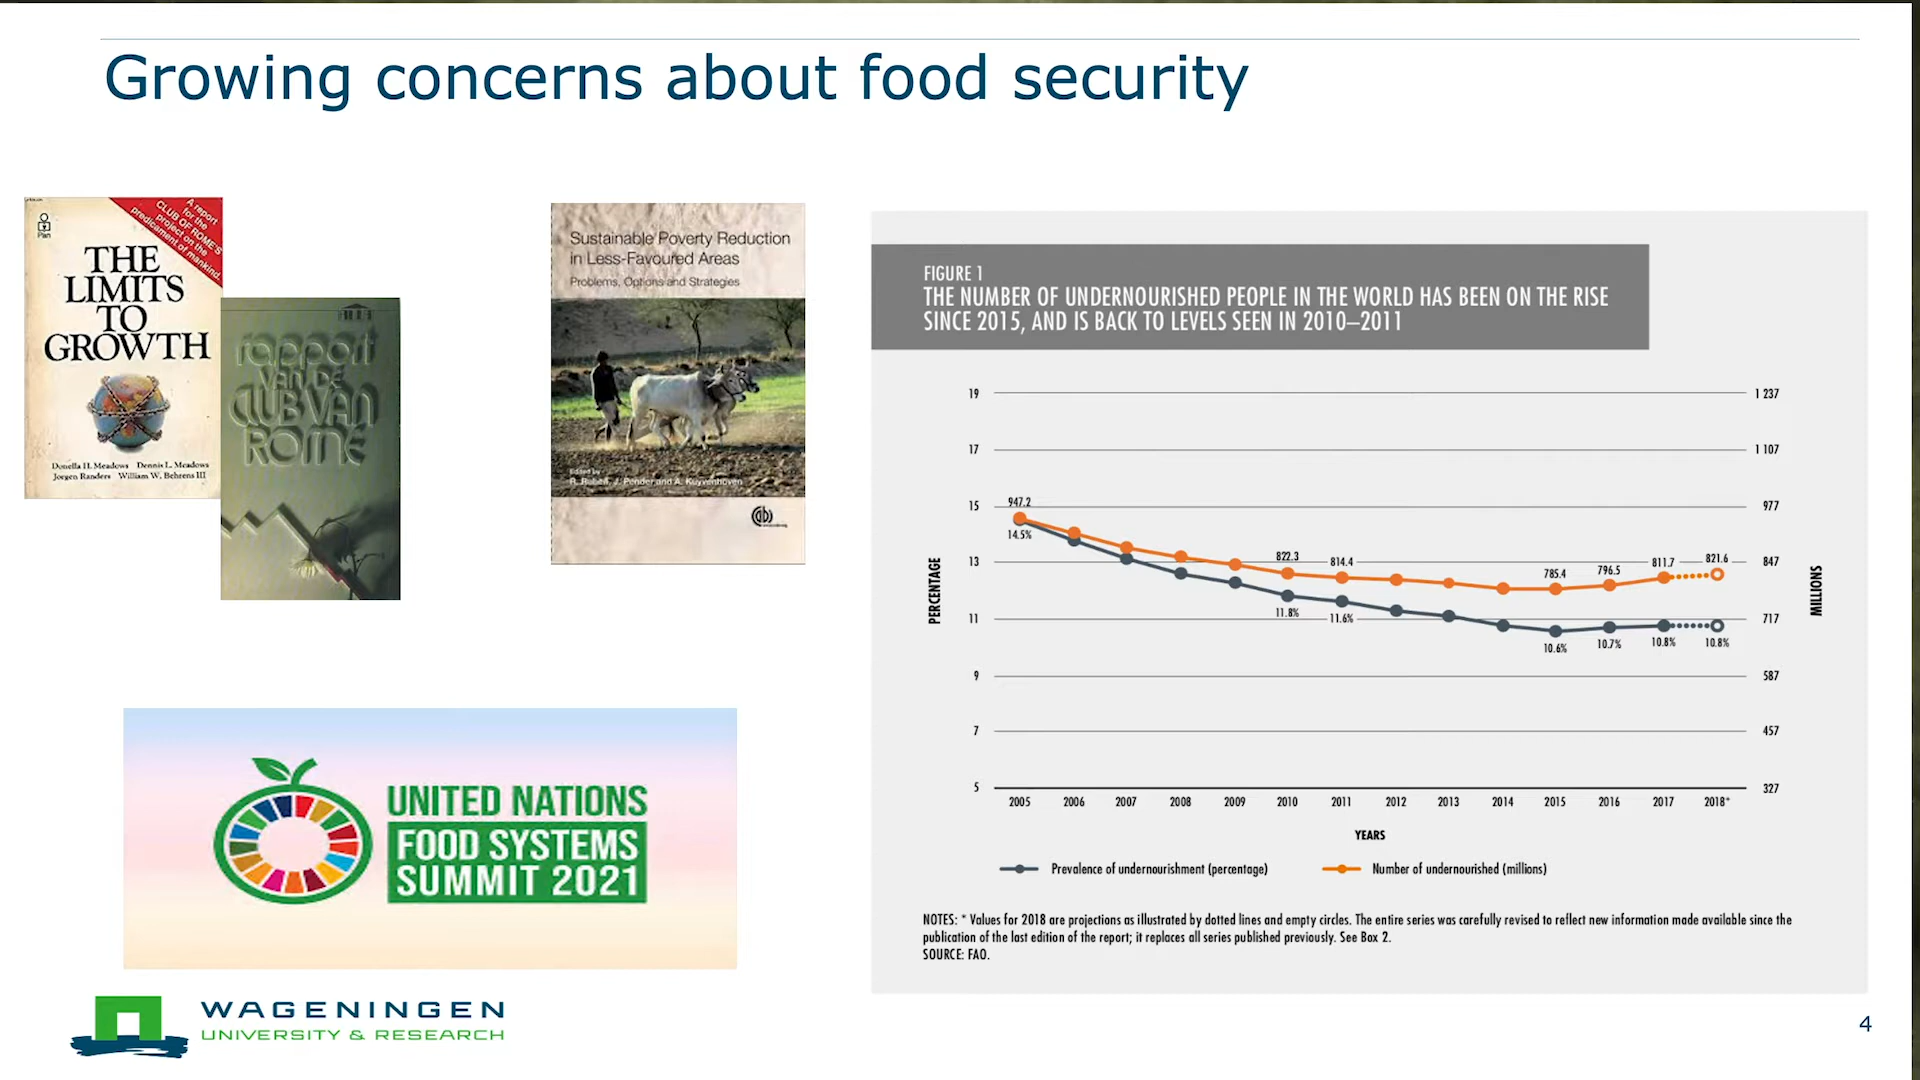 Growing concerns about food security
A report
for the
CLUB OF ROME'S
project on the
predicament of mankind
Pan
THE
LIMITS
TO
GROWTH
Donella H. Meadows Dennis L. Meadows
Jorgen Randers William W. Behrens III
rapport
VAN DE
CLUB VAN
ROME
Sustainable Poverty Reduction
in Less-Favoured Areas
Problems, Options and Strategies
Edited by
R. Ruben, J. Pender and A. Kuyvenhoven
UNITED NATIONS
FOOD SYSTEMS
SUMMIT 2021
FIGURE 1
THE NUMBER OF UNDERNOURISHED PEOPLE IN THE WORLD HAS BEEN ON THE RISE
SINCE 2015, AND IS BACK TO LEVELS SEEN IN 2010–2011
19 1 237
17 1 107
15 977
13 847
11 717
9 587
7 457
5 327
PERCENTAGE
MILLIONS
947.2 822.3 814.4 785.4 796.5 811.7 821.6
14.5% 11.8% 11.6% 10.6% 10.7% 10.8% 10.8%
2005 2006 2007 2008 2009 2010 2011 2012 2013 2014 2015 2016 2017 2018*
YEARS
Prevalence of undernourishment (percentage) Number of undernourished (millions)
NOTES: * Values for 2018 are projections as illustrated by dotted lines and empty circles. The entire series was carefully revised to reflect new information made available since the
publication of the last edition of the report; it replaces all series published previously. See Box 2.
SOURCE: FAO.
WAGENINGEN
UNIVERSITY & RESEARCH
4